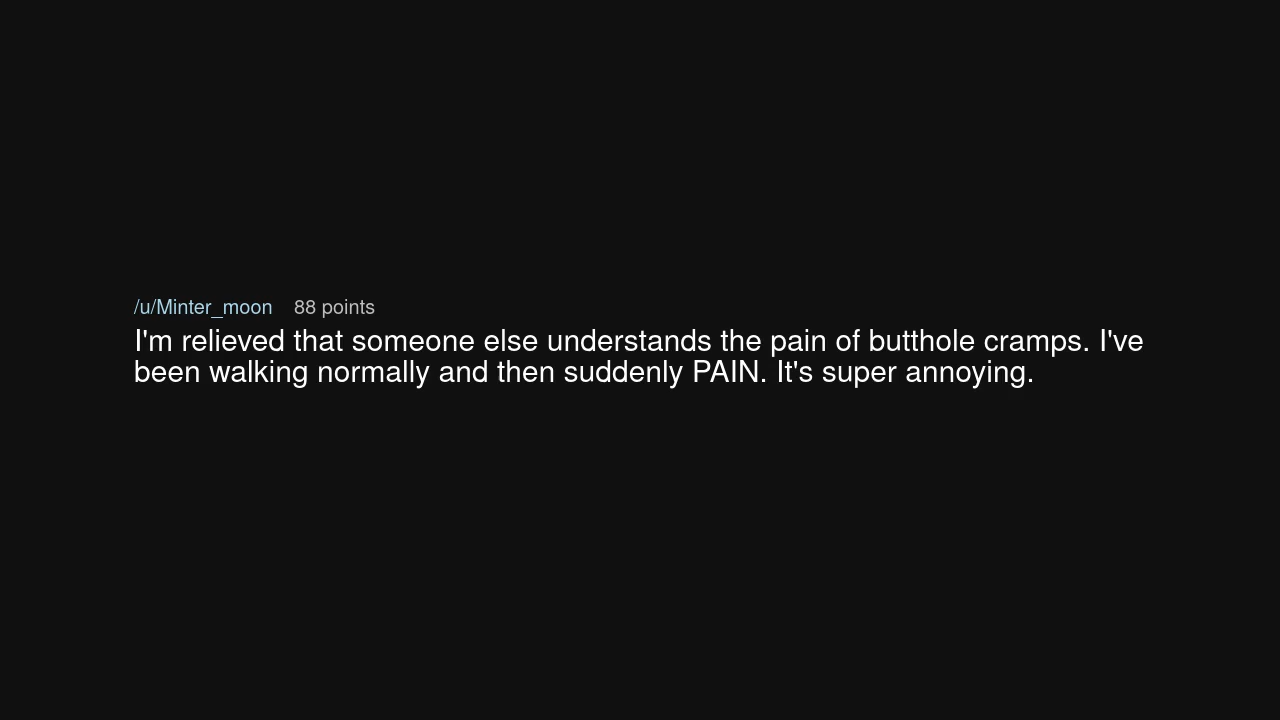 /u/Minter_moon 88 points
I'm relieved that someone else understands the pain of butthole cramps. I've
been walking normally and then suddenly PAIN. It's super annoying.